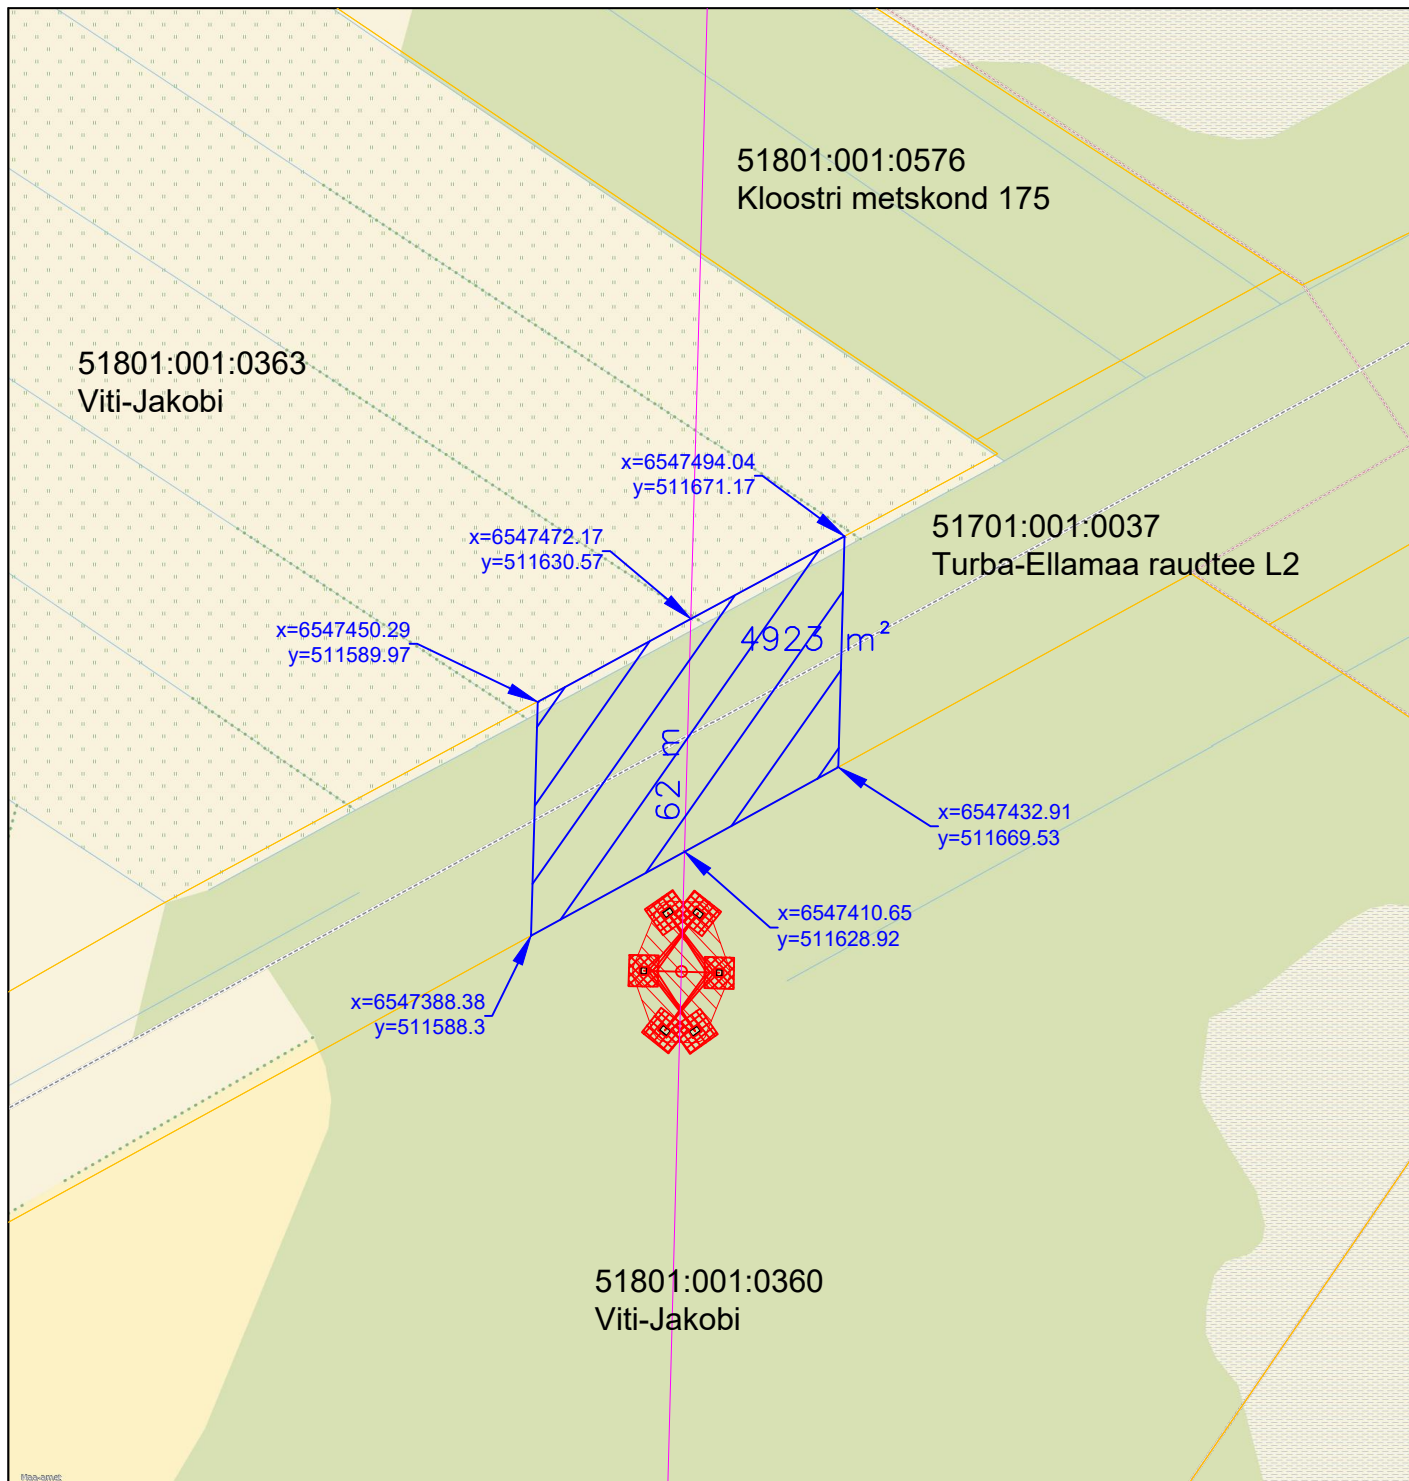 51801:001:0576
Kloostri metskond 175
51801:001:0363
Viti-Jakobi
x=6547494.04
y=511671.17
x=6547472.17
y=511630.57
51701:001:0037
Turba-Ellamaa raudtee L2
x=6547450.29
y=511589.97
4923 m²
62 m
x=6547432.91
y=511669.53
x=6547410.65
y=511628.92
x=6547388.38
y=511588.3
51801:001:0360
Viti-Jakobi
Maa-amet